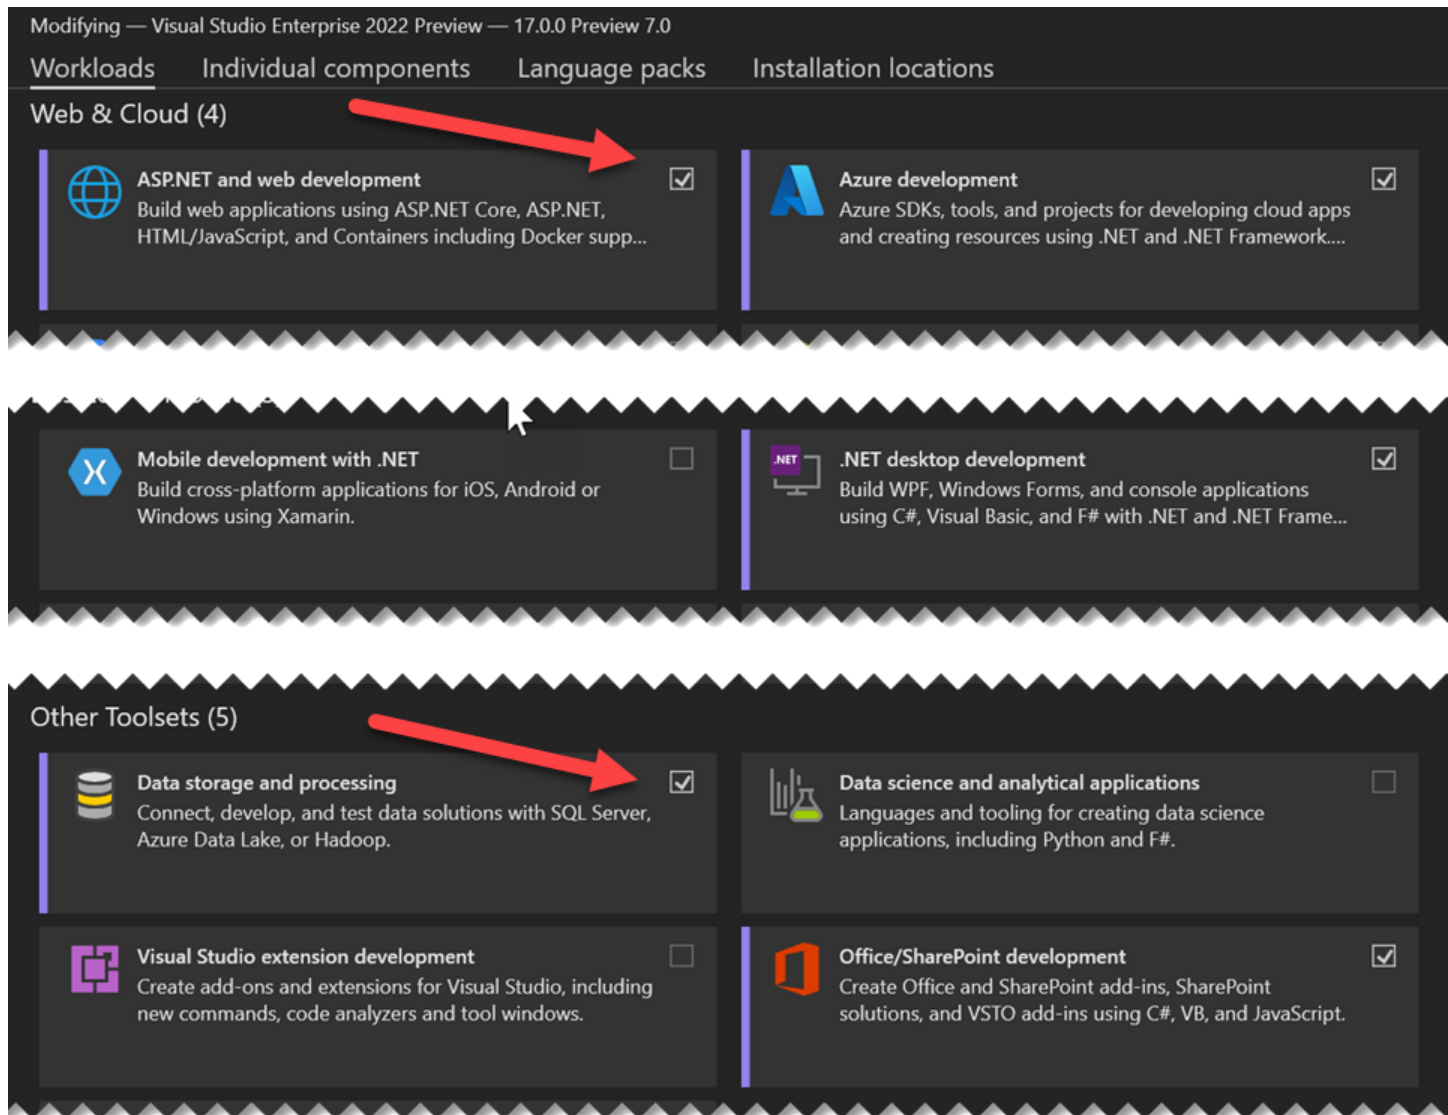 Modifying — Visual Studio Enterprise 2022 Preview — 17.0.0 Preview 7.0
Workloads Individual components Language packs Installation locations
Web & Cloud (4)
ASP.NET and web development
Build web applications using ASP.NET Core, ASP.NET,
HTML/JavaScript, and Containers including Docker supp...
Azure development
Azure SDKs, tools, and projects for developing cloud apps
and creating resources using .NET and .NET Framework....
Mobile development with .NET
Build cross-platform applications for iOS, Android or
Windows using Xamarin.
.NET
.NET desktop development
Build WPF, Windows Forms, and console applications
using C#, Visual Basic, and F# with .NET and .NET Frame...
Other Toolsets (5)
Data storage and processing
Connect, develop, and test data solutions with SQL Server,
Azure Data Lake, or Hadoop.
Data science and analytical applications
Languages and tooling for creating data science
applications, including Python and F#.
Visual Studio extension development
Create add-ons and extensions for Visual Studio, including
new commands, code analyzers and tool windows.
Office/SharePoint development
Create Office and SharePoint add-ins, SharePoint
solutions, and VSTO add-ins using C#, VB, and JavaScript.